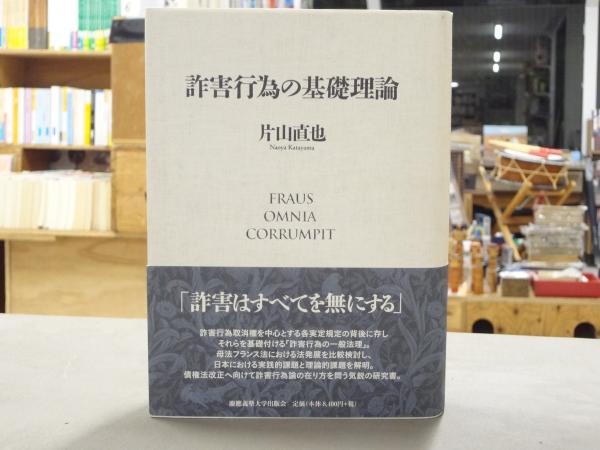 詐害行為の基礎理論
片山直也
Naoya Katayama
FRAUS
OMNIA
CORRUMPIT
「詐害はすべてを無にする」
詐害行為取消権を中心とする各実定規定の背後に存し
それらを基礎付ける「詐害行為の一般法理」。
母法フランス法における法発展を比較検討し、
日本における実践的課題と理論的課題を解明。
債権法改正へ向けて詐害行為論の在り方を問う気鋭の研究書。
慶應義塾大学出版会 定価(本体8,400円+税)